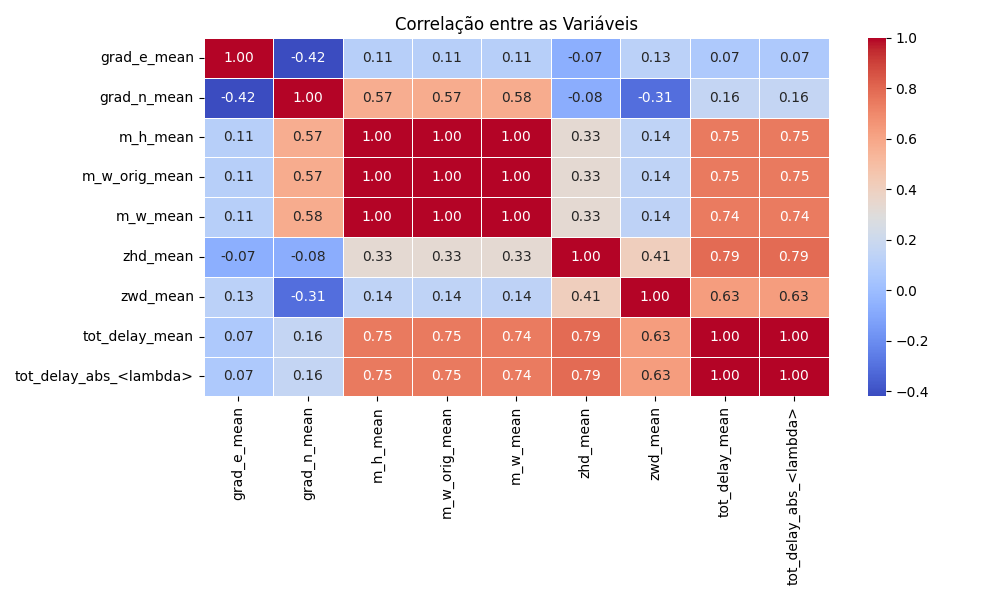 Correlação entre as Variáveis
grad_e_mean 1.00 -0.42 0.11 0.11 0.11 -0.07 0.13 0.07 0.07
grad_n_mean -0.42 1.00 0.57 0.57 0.58 -0.08 -0.31 0.16 0.16
m_h_mean 0.11 0.57 1.00 1.00 1.00 0.33 0.14 0.75 0.75
m_w_orig_mean 0.11 0.57 1.00 1.00 1.00 0.33 0.14 0.75 0.75
m_w_mean 0.11 0.58 1.00 1.00 1.00 0.33 0.14 0.74 0.74
zhd_mean -0.07 -0.08 0.33 0.33 0.33 1.00 0.41 0.79 0.79
zwd_mean 0.13 -0.31 0.14 0.14 0.14 0.41 1.00 0.63 0.63
tot_delay_mean 0.07 0.16 0.75 0.75 0.74 0.79 0.63 1.00 1.00
tot_delay_abs_<lambda> 0.07 0.16 0.75 0.75 0.74 0.79 0.63 1.00 1.00
grad_e_mean
grad_n_mean
m_h_mean
m_w_orig_mean
m_w_mean
zhd_mean
zwd_mean
tot_delay_mean
tot_delay_abs_<lambda>
1.0
0.8
0.6
0.4
0.2
0.0
−0.2
−0.4